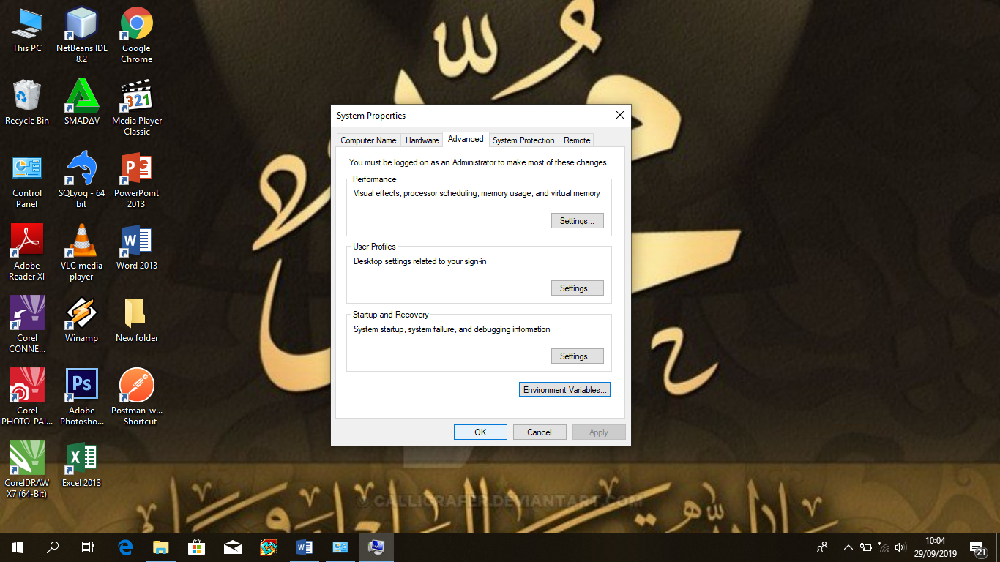 This PC
NetBeans IDE
8.2
Google
Chrome
Recycle Bin
SMADΔV
Media Player
Classic
Control
Panel
SQLyog - 64
bit
PowerPoint
2013
Adobe
Reader XI
VLC media
player
Word 2013
Corel
CONNE...
Winamp
New folder
Corel
PHOTO-PAI...
Adobe
Photosho...
Postman-w...
- Shortcut
CorelDRAW
X7 (64-Bit)
Excel 2013
321
Ps
System Properties
Computer Name
Hardware
Advanced
System Protection
Remote
You must be logged on as an Administrator to make most of these changes.
Performance
Visual effects, processor scheduling, memory usage, and virtual memory
Settings...
User Profiles
Desktop settings related to your sign-in
Settings...
Startup and Recovery
System startup, system failure, and debugging information
Settings...
Environment Variables...
OK
Cancel
Apply
© CALLIGRAFER.DEVIANTART.COM
10:04
29/09/2019
21